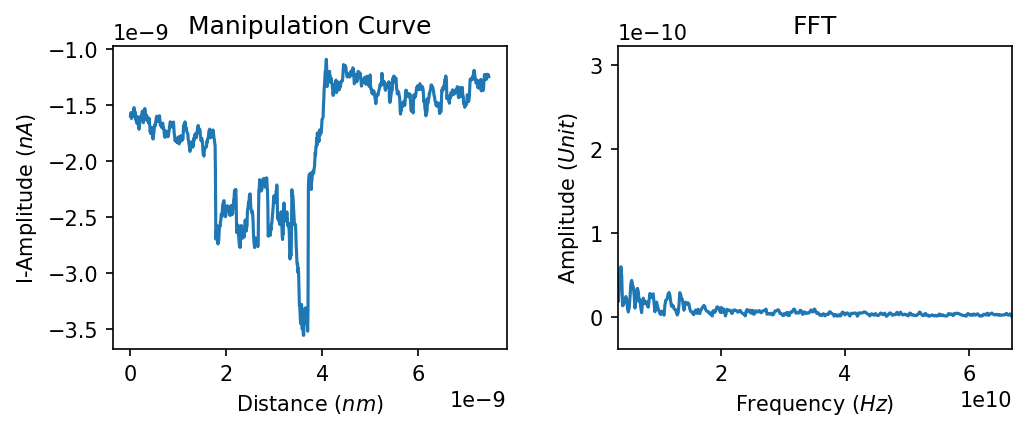 Manipulation Curve
1e−9
−1.0
−1.5
−2.0
−2.5
−3.0
−3.5
I-Amplitude (nA)
0 2 4 6
1e−9
Distance (nm)
FFT
1e−10
3
2
1
0
Amplitude (Unit)
2 4 6
1e10
Frequency (Hz)